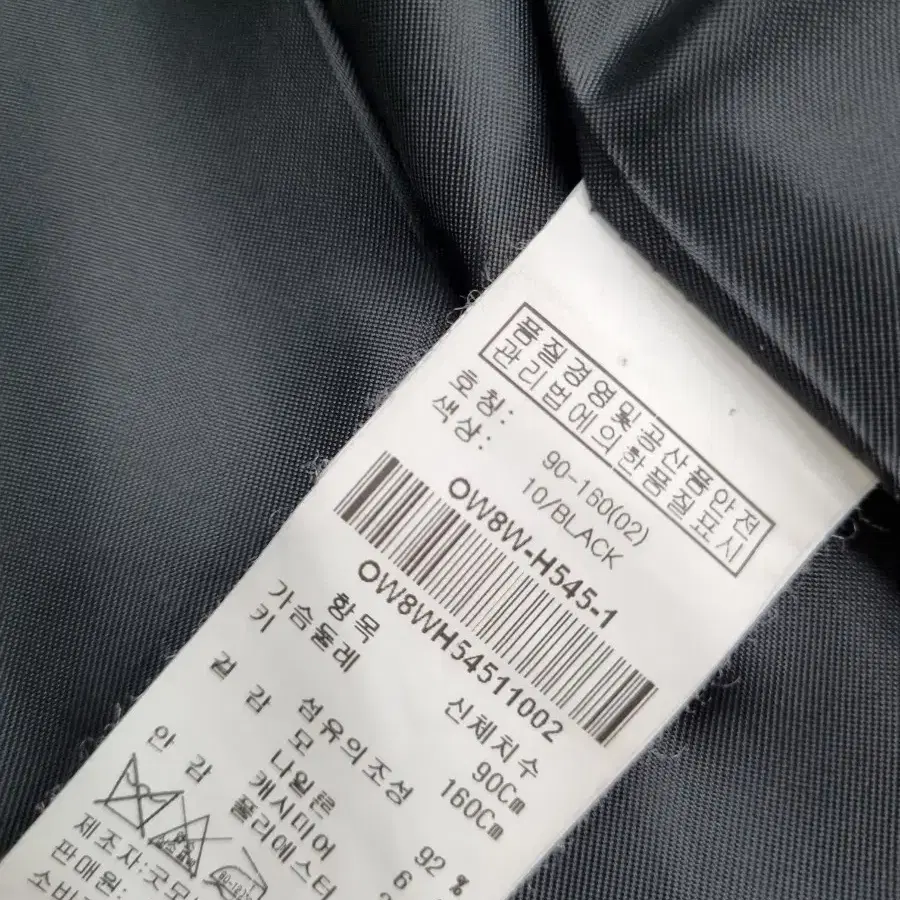 품질경영및공산품안전
관리법에의한품질표시
호칭: 90-160(02)
색상: 10/BLACK
OW8W-H545-1
OW8WH54511002
항목 신체치수
가슴둘레 90Cm
키 160Cm
섬유의조성
겉감 모 92 %
나일론 6
캐시미어
안감 폴리에스터
제조자:굿모
판매원:
소비